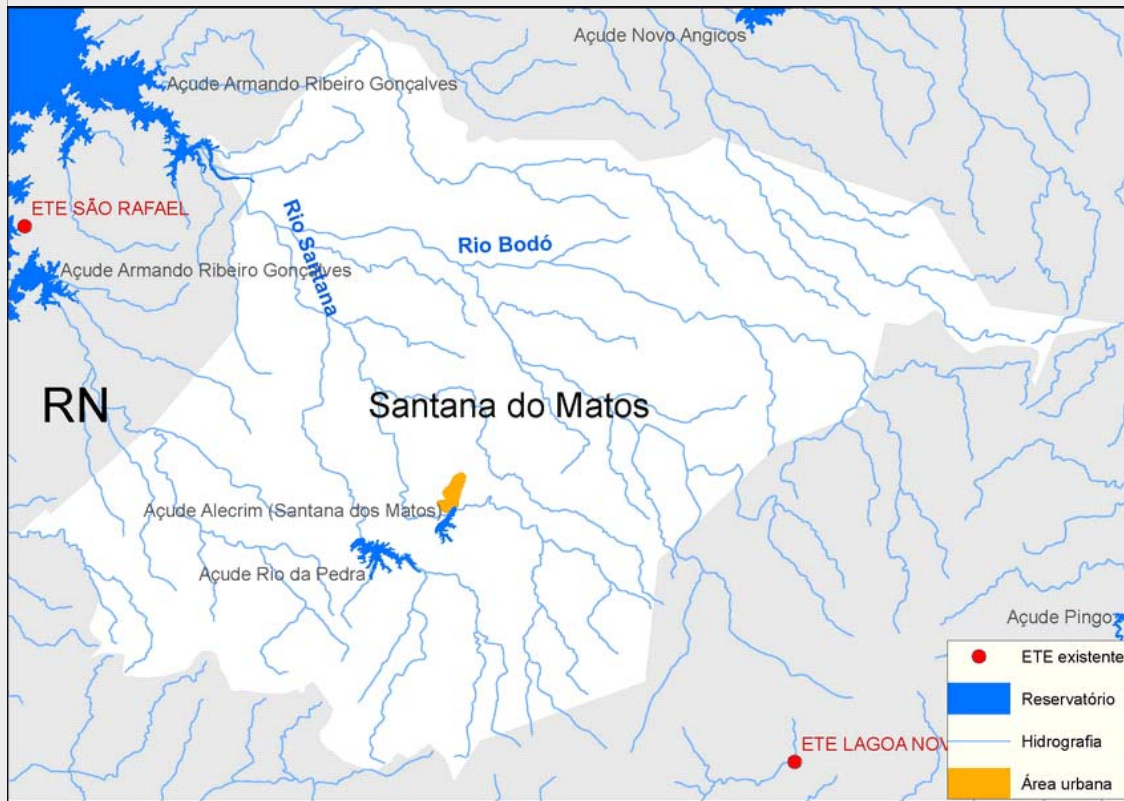 Açude Novo Angicos
Açude Armando Ribeiro Gonçalves
ETE SÃO RAFAEL
Rio Santana
Rio Bodó
Açude Armando Ribeiro Gonçalves
RN
Santana do Matos
Açude Alecrim (Santana dos Matos)
Açude Rio da Pedra
Açude Pingo
ETE LAGOA NOV
ETE existente
Reservatório
Hidrografia
Área urbana